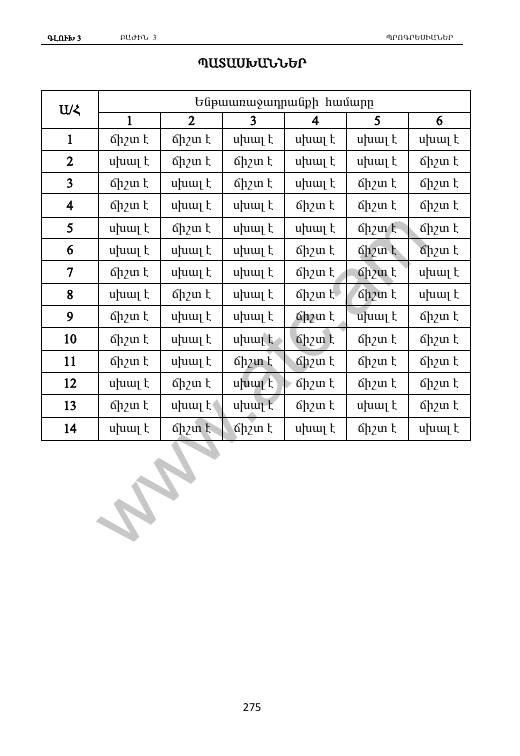 ԳԼՈՒԽ 3 ԲԱԺԻՆ 3 ՊՐՈԳՐԵՍԻԱՆԵՐ
ՊԱՏԱՍԽԱՆՆԵՐ
Ա/Հ Ենթաառաջադրանքի համարը
1 2 3 4 5 6
1 ճիշտ է ճիշտ է սխալ է սխալ է սխալ է սխալ է
2 սխալ է ճիշտ է ճիշտ է սխալ է սխալ է ճիշտ է
3 ճիշտ է սխալ է ճիշտ է սխալ է ճիշտ է ճիշտ է
4 ճիշտ է սխալ է սխալ է ճիշտ է ճիշտ է ճիշտ է
5 սխալ է ճիշտ է սխալ է սխալ է ճիշտ է ճիշտ է
6 սխալ է սխալ է սխալ է ճիշտ է ճիշտ է ճիշտ է
7 ճիշտ է սխալ է սխալ է ճիշտ է ճիշտ է սխալ է
8 սխալ է ճիշտ է սխալ է ճիշտ է ճիշտ է սխալ է
9 ճիշտ է սխալ է սխալ է ճիշտ է սխալ է ճիշտ է
10 ճիշտ է սխալ է սխալ է ճիշտ է ճիշտ է ճիշտ է
11 ճիշտ է սխալ է ճիշտ է ճիշտ է ճիշտ է ճիշտ է
12 սխալ է ճիշտ է սխալ է ճիշտ է ճիշտ է ճիշտ է
13 ճիշտ է սխալ է սխալ է ճիշտ է սխալ է ճիշտ է
14 սխալ է ճիշտ է ճիշտ է սխալ է ճիշտ է սխալ է
www.atc.am
275